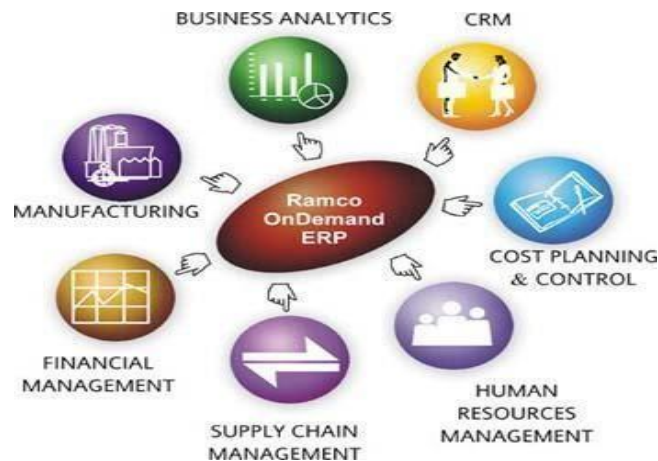 BUSINESS ANALYTICS
CRM
MANUFACTURING
Ramco
OnDemand
ERP
COST PLANNING
& CONTROL
FINANCIAL
MANAGEMENT
SUPPLY CHAIN
MANAGEMENT
HUMAN
RESOURCES
MANAGEMENT